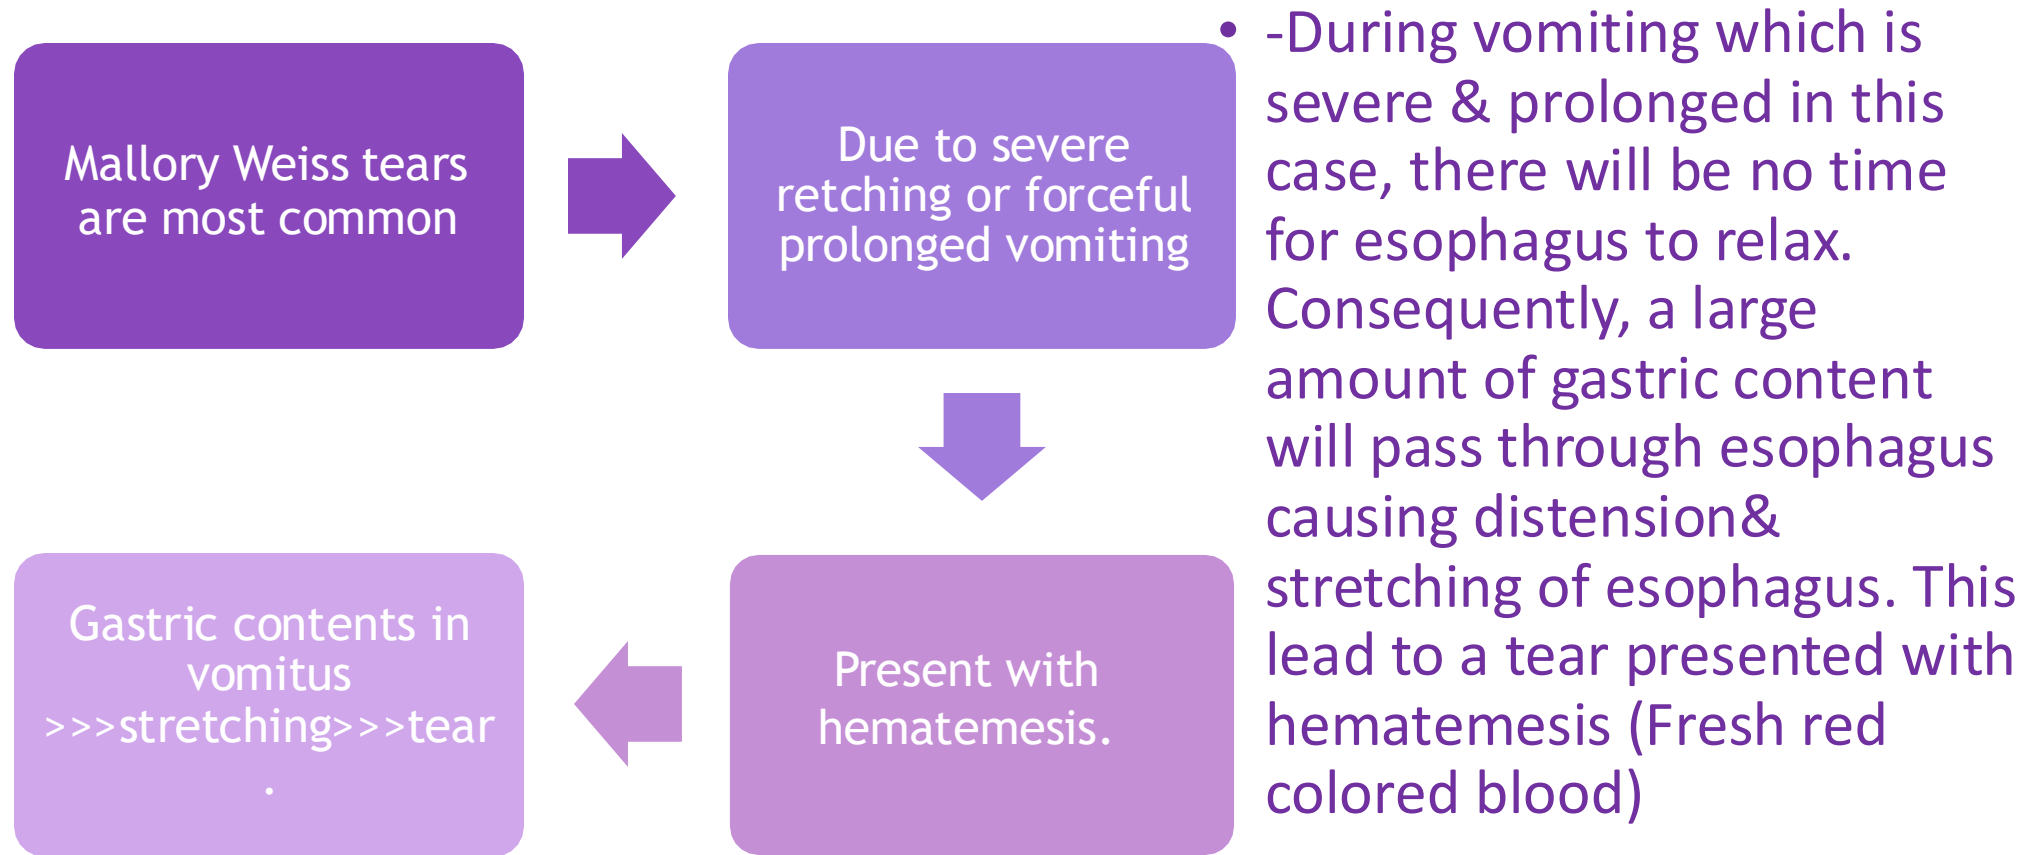 Mallory Weiss tears
are most common
Due to severe
retching or forceful
prolonged vomiting
Present with
hematemesis.
Gastric contents in
vomitus
>>>stretching>>>tear
.
• -During vomiting which is
severe & prolonged in this
case, there will be no time
for esophagus to relax.
Consequently, a large
amount of gastric content
will pass through esophagus
causing distension&
stretching of esophagus. This
lead to a tear presented with
hematemesis (Fresh red
colored blood)